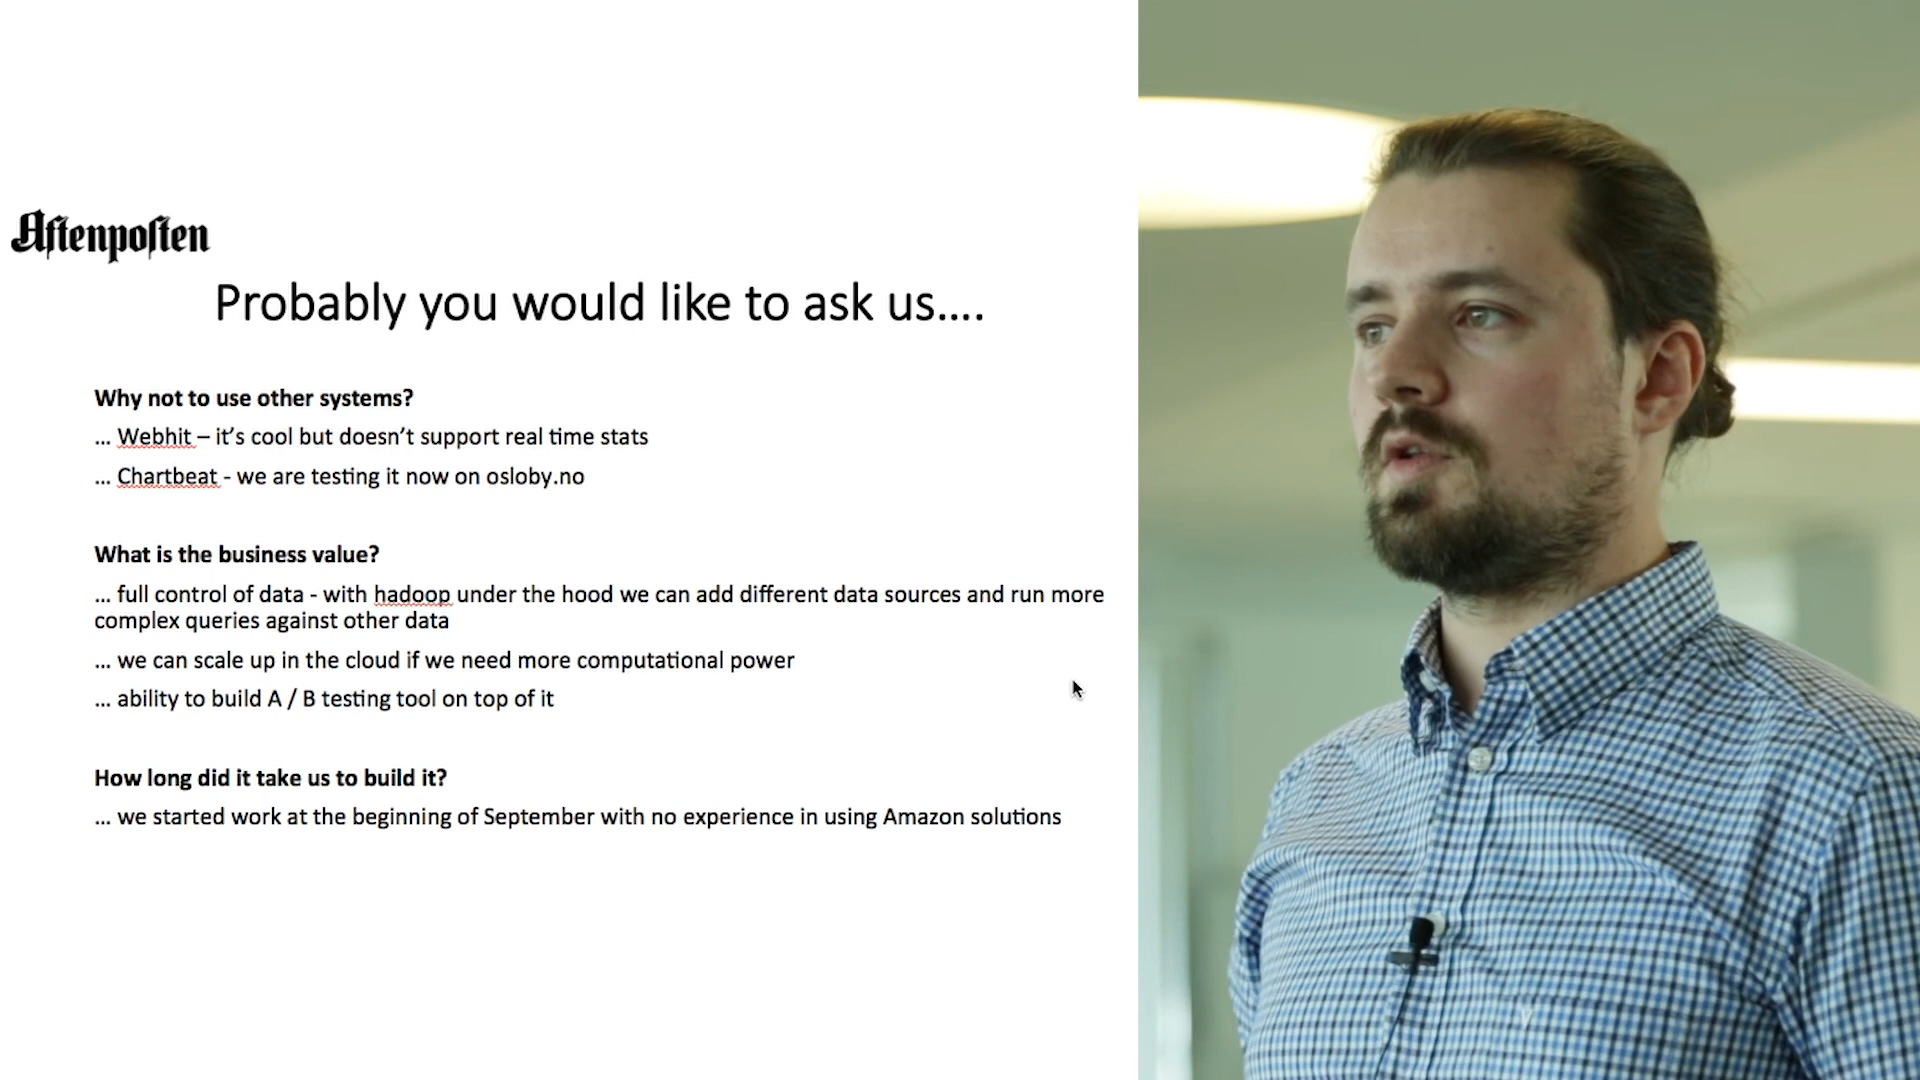 Aftenposten
Probably you would like to ask us....
Why not to use other systems?
... Webhit – it's cool but doesn't support real time stats
... Chartbeat - we are testing it now on osloby.no
What is the business value?
... full control of data - with hadoop under the hood we can add different data sources and run more
complex queries against other data
... we can scale up in the cloud if we need more computational power
... ability to build A / B testing tool on top of it
How long did it take us to build it?
... we started work at the beginning of September with no experience in using Amazon solutions